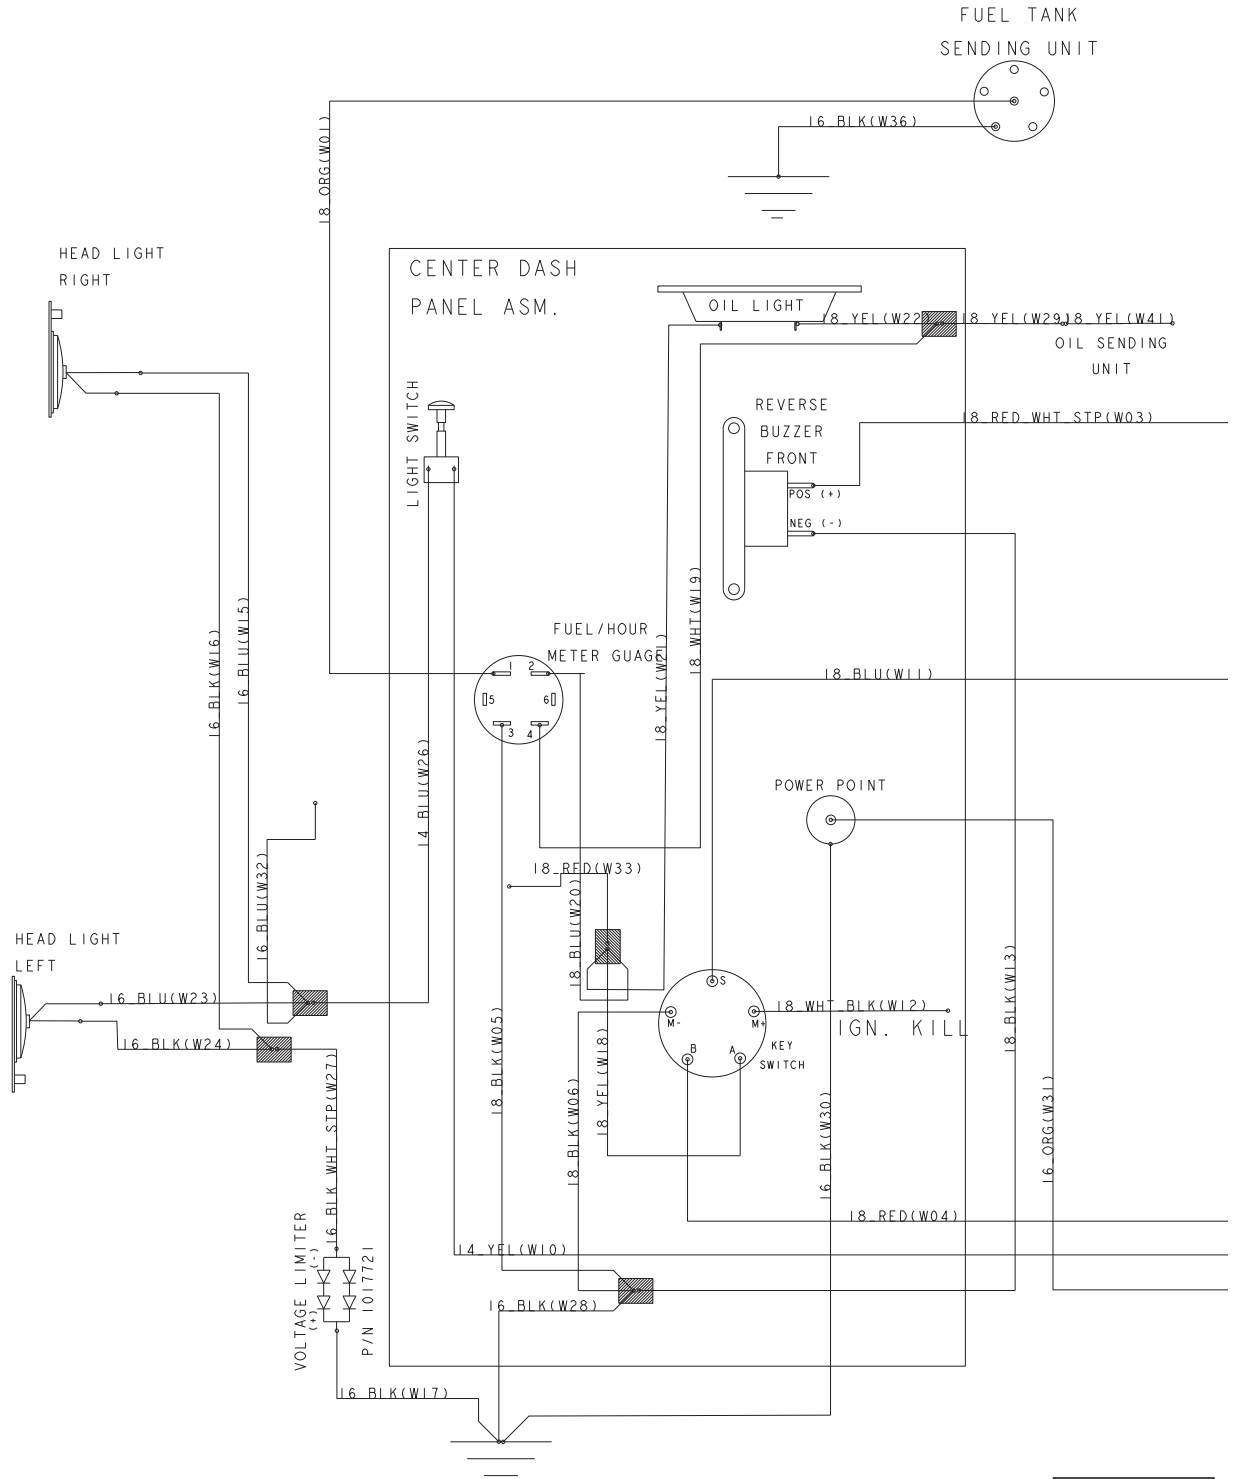 FUEL TANK
SENDING UNIT
16_BLK(W36)
18_ORG(W01)
HEAD LIGHT
RIGHT
CENTER DASH
PANEL ASM.
OIL LIGHT
18_YEL(W22)
18_YEL(W29)
18_YEL(W41)
OIL SENDING
UNIT
LIGHT SWITCH
REVERSE
BUZZER
FRONT
18_RED_WHT_STP(W03)
POS (+)
NEG (-)
16_BLK(W16)
16_BLU(W15)
18_WHT(W19)
FUEL/HOUR
METER GUAGE
18_YEL(W21)
1
2
5
6
3
4
18_BLU(W11)
14_BLU(W26)
POWER POINT
16_BLU(W32)
18_RED(W33)
18_BLU(W20)
HEAD LIGHT
LEFT
16_BLU(W23)
16_BLK(W24)
S
M-
M+
B
A
KEY
SWITCH
18_WHT_BLK(W12)
IGN. KILL
18_BLK(W13)
18_BLK(W05)
18_YEL(W18)
18_BLK(W06)
16_BLK(W30)
16_ORG(W31)
16_BLK_WHT_STP(W27)
18_RED(W04)
14_YEL(W10)
VOLTAGE LIMITER
(-)
(+)
P/N 1017721
16_BLK(W28)
16_BLK(W17)